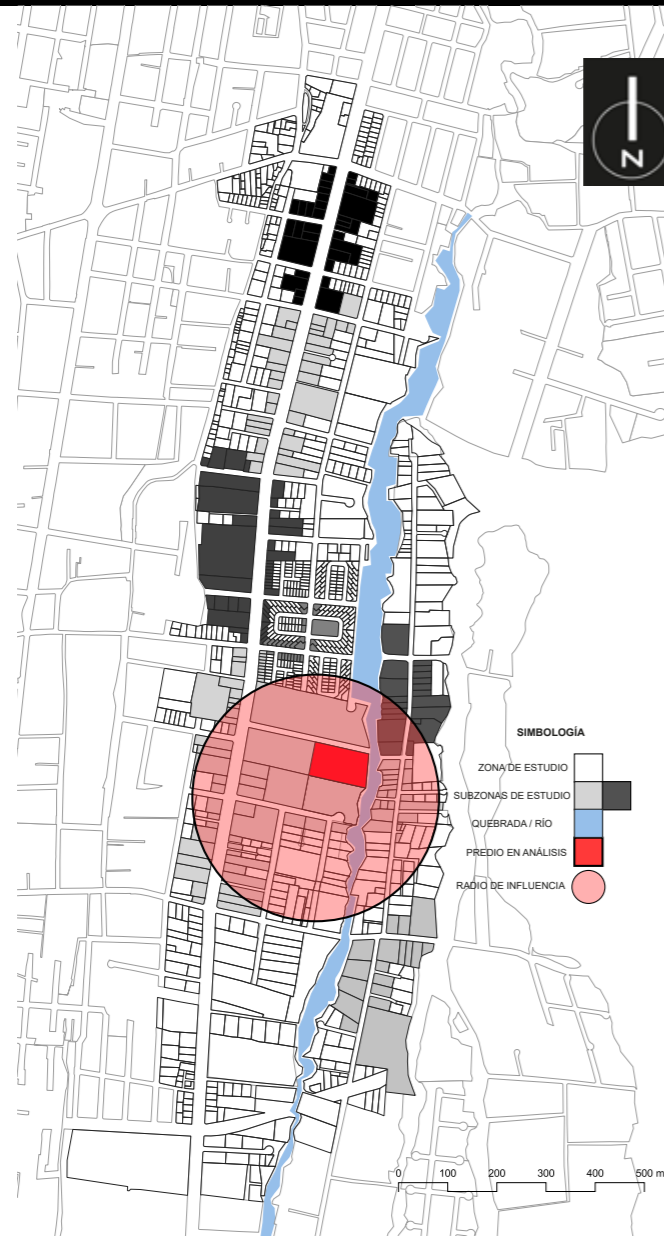 N
SIMBOLOGÍA
ZONA DE ESTUDIO
SUBZONAS DE ESTUDIO
QUEBRADA / RÍO
PREDIO EN ANÁLISIS
RADIO DE INFLUENCIA
0 100 200 300 400 500 m